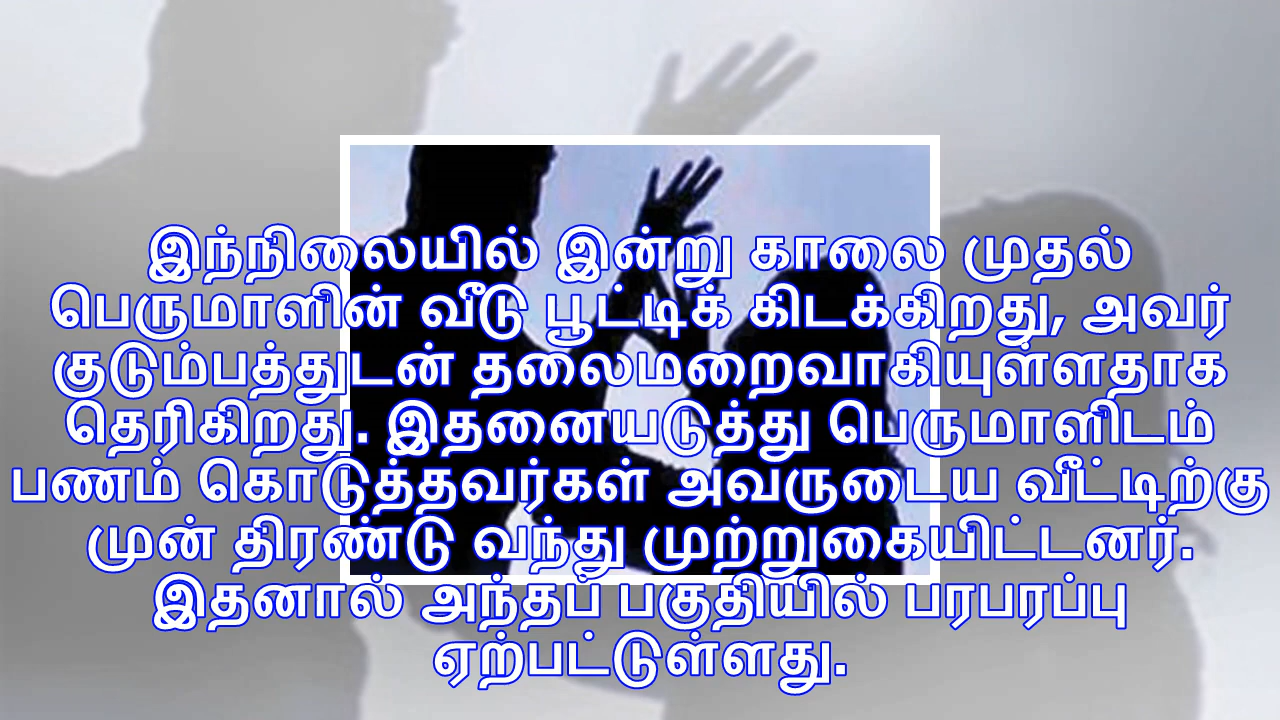 இந்நிலையில் இன்று காலை முதல்
பெருமாளின் வீடு பூட்டிக் கிடக்கிறது, அவர்
குடும்பத்துடன் தலைமறைவாகியுள்ளதாக
தெரிகிறது. இதனையடுத்து பெருமாளிடம்
பணம் கொடுத்தவர்கள் அவருடைய வீட்டிற்கு
முன் திரண்டு வந்து முற்றுகையிட்டனர்.
இதனால் அந்தப் பகுதியில் பரபரப்பு
ஏற்பட்டுள்ளது.